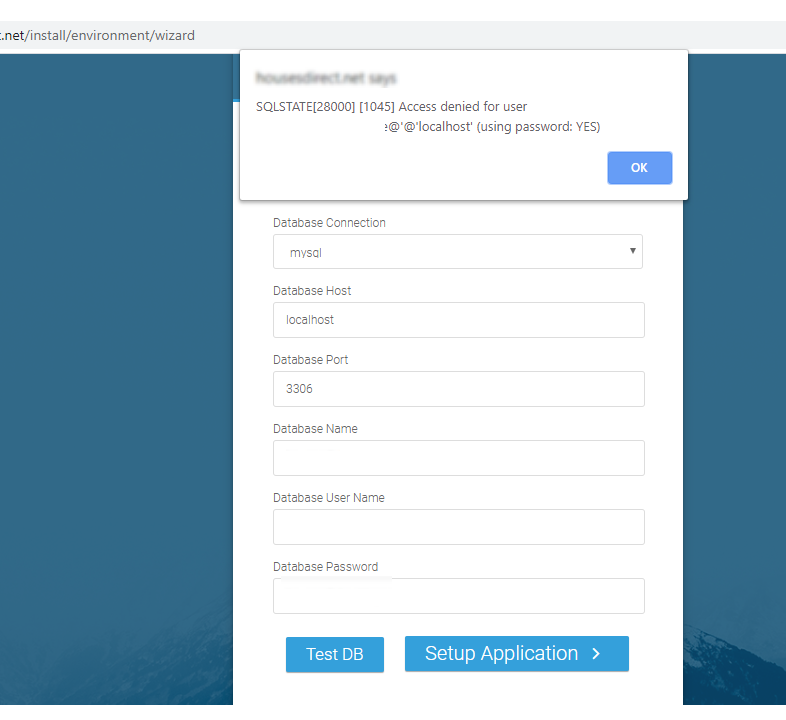 .net/install/environment/wizard
housesdirect.net says
SQLSTATE[28000] [1045] Access denied for user
e@'@'localhost' (using password: YES)
OK
Database Connection
mysql
Database Host
localhost
Database Port
3306
Database Name
Database User Name
Database Password
Test DB
Setup Application